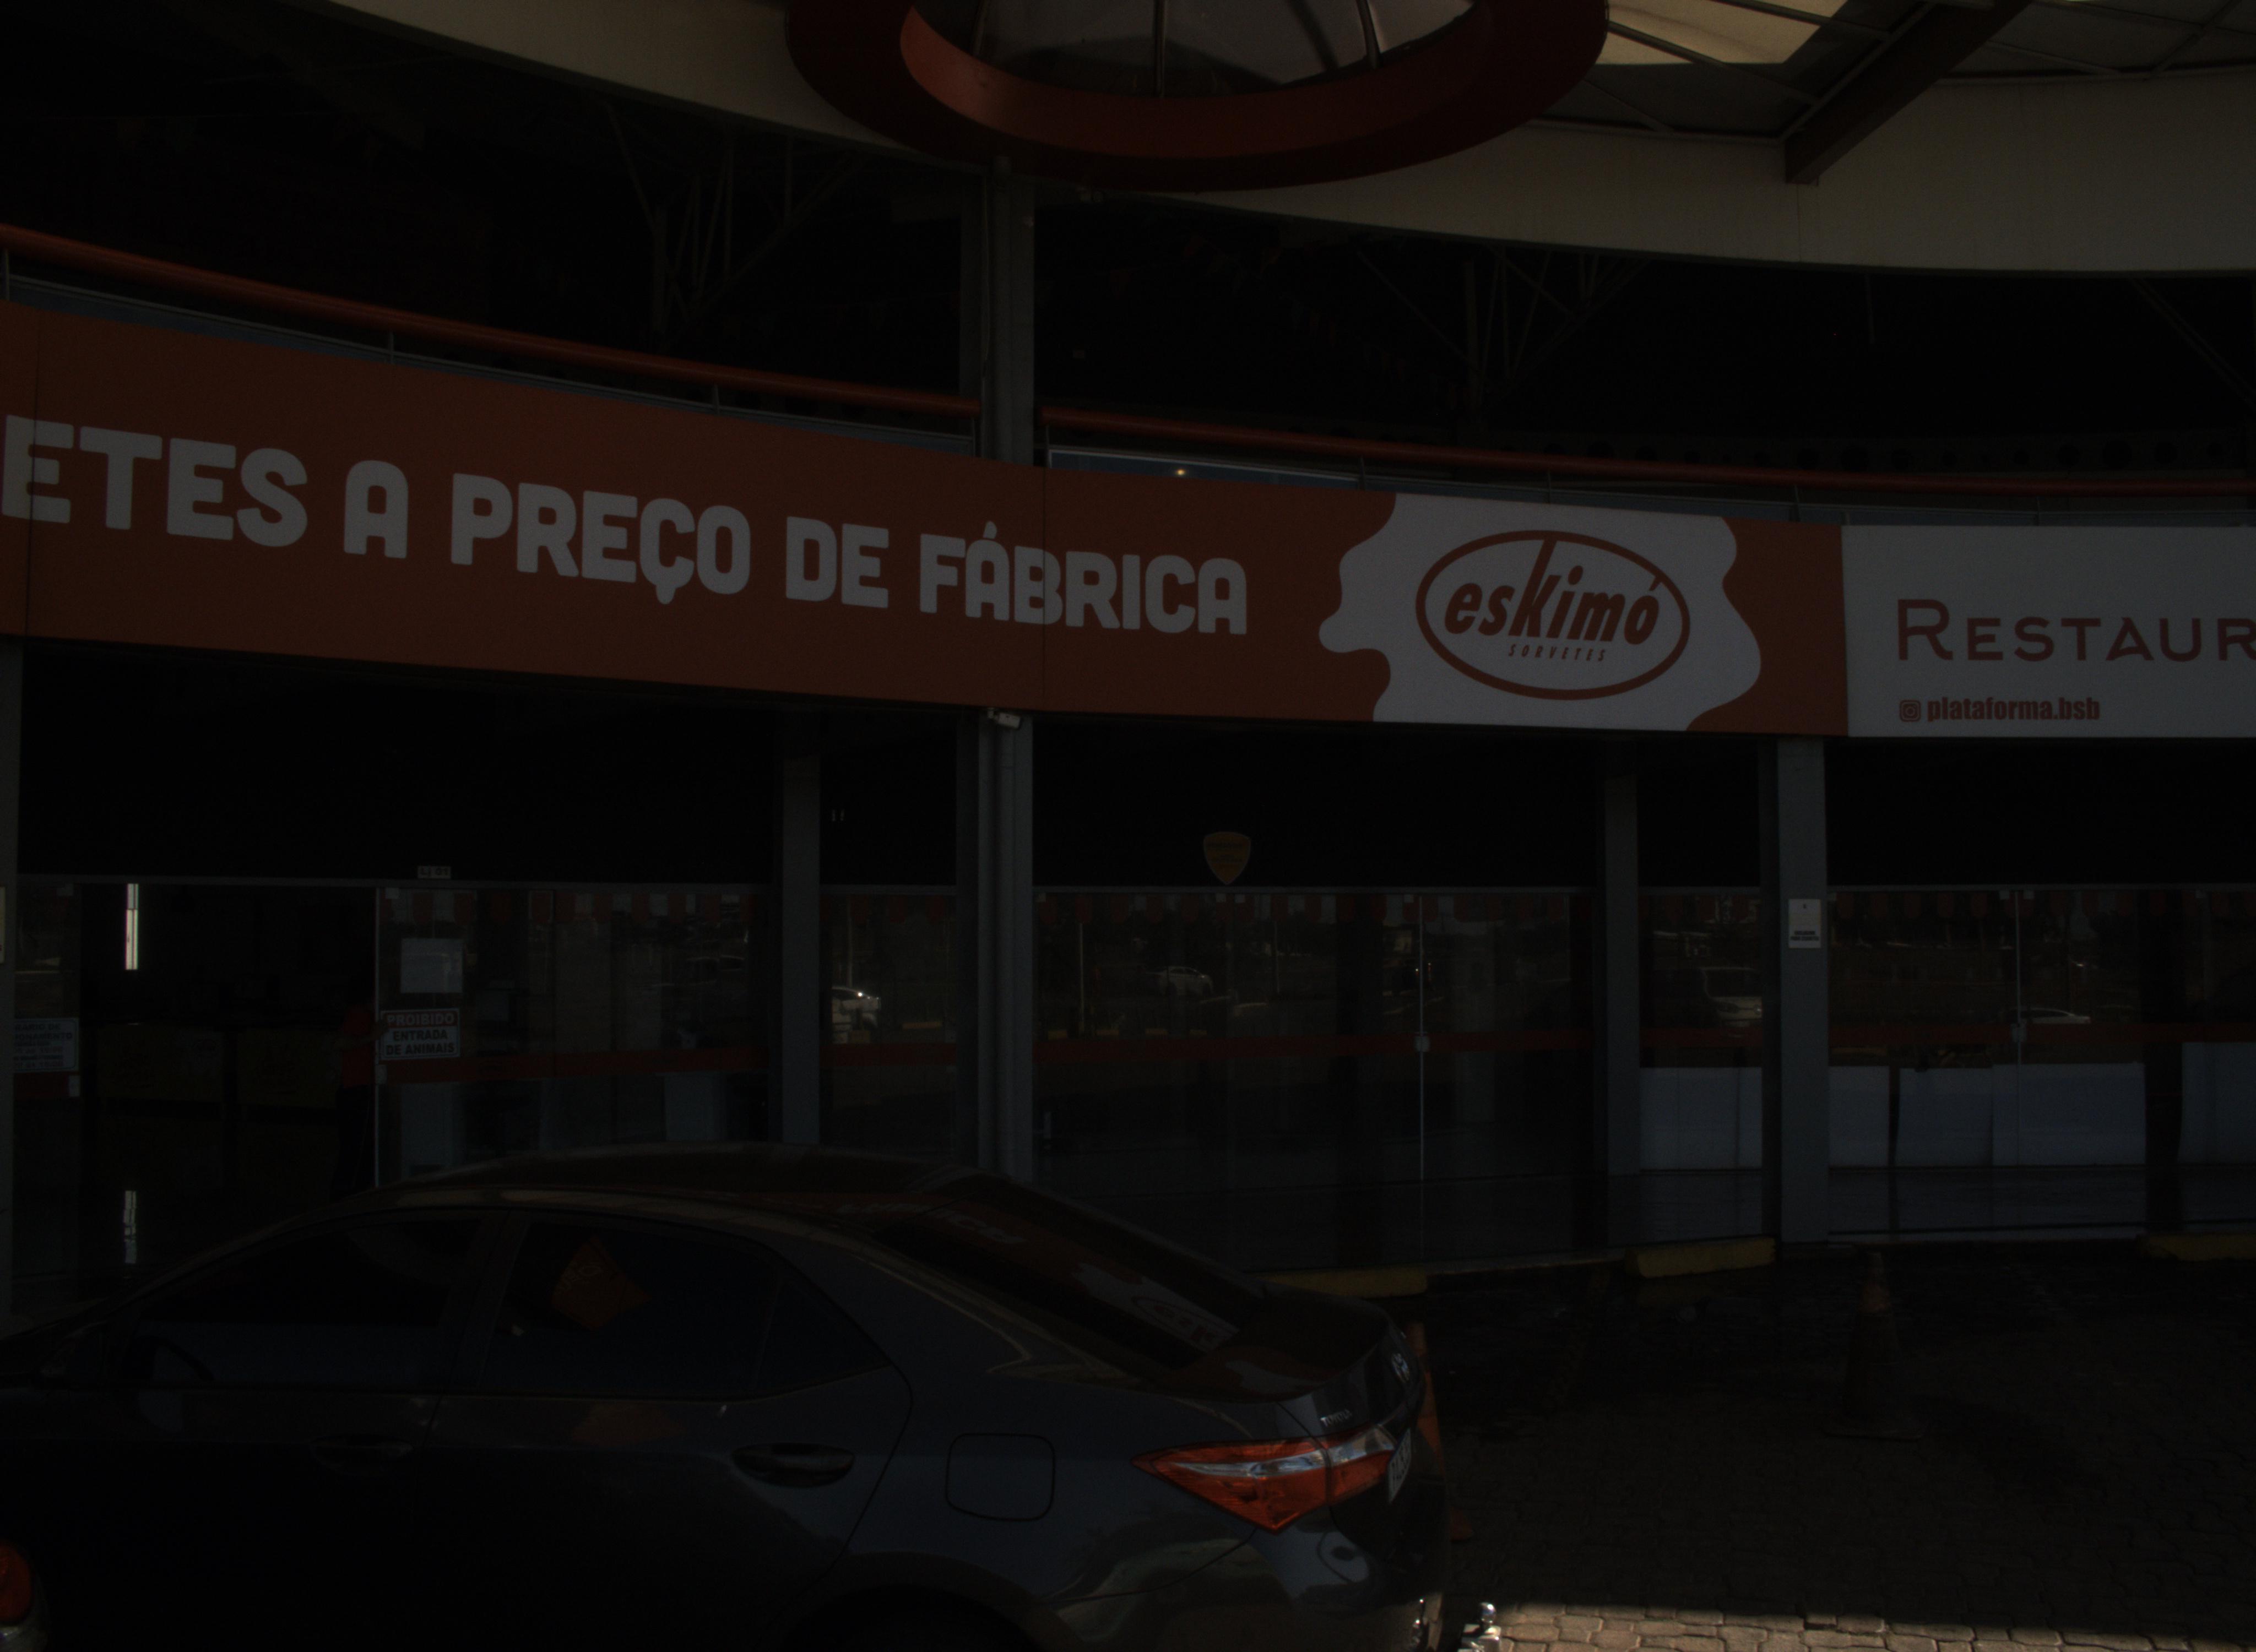 ETES A PREÇO DE FÁBRICA
eskimó
SORVETES
RESTAUR
plataforma.bsb
PROIBIDO
ENTRADA
DE ANIMAIS